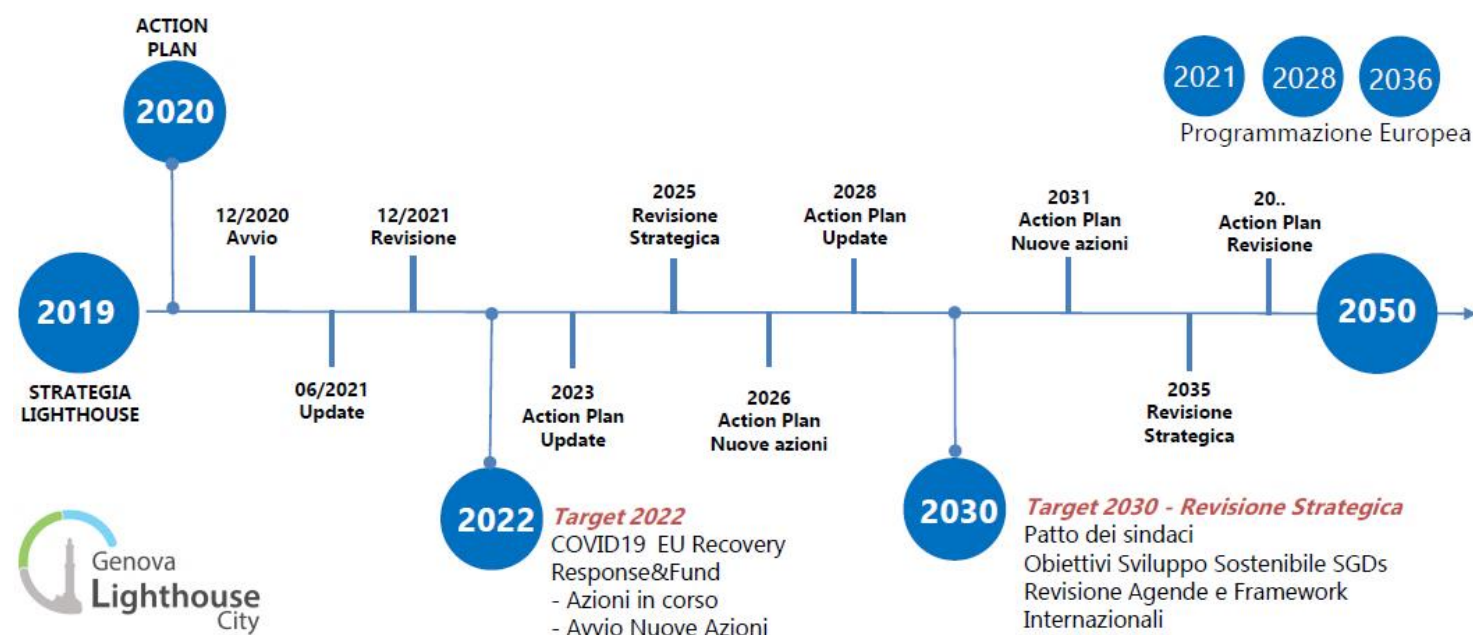 ACTION
PLAN
2020
2021
2028
2036
Programmazione Europea
12/2020
Avvio
12/2021
Revisione
2025
Revisione
Strategica
2028
Action Plan
Update
2031
Action Plan
Nuove azioni
20..
Action Plan
Revisione
2019
2050
STRATEGIA
LIGHTHOUSE
06/2021
Update
2023
Action Plan
Update
2026
Action Plan
Nuove azioni
2035
Revisione
Strategica
2022
Target 2022
COVID19 EU Recovery
Response&Fund
- Azioni in corso
- Avvio Nuove Azioni
2030
Target 2030 - Revisione Strategica
Patto dei sindaci
Obiettivi Sviluppo Sostenibile SGDs
Revisione Agende e Framework
Internazionali
Genova
Lighthouse
City